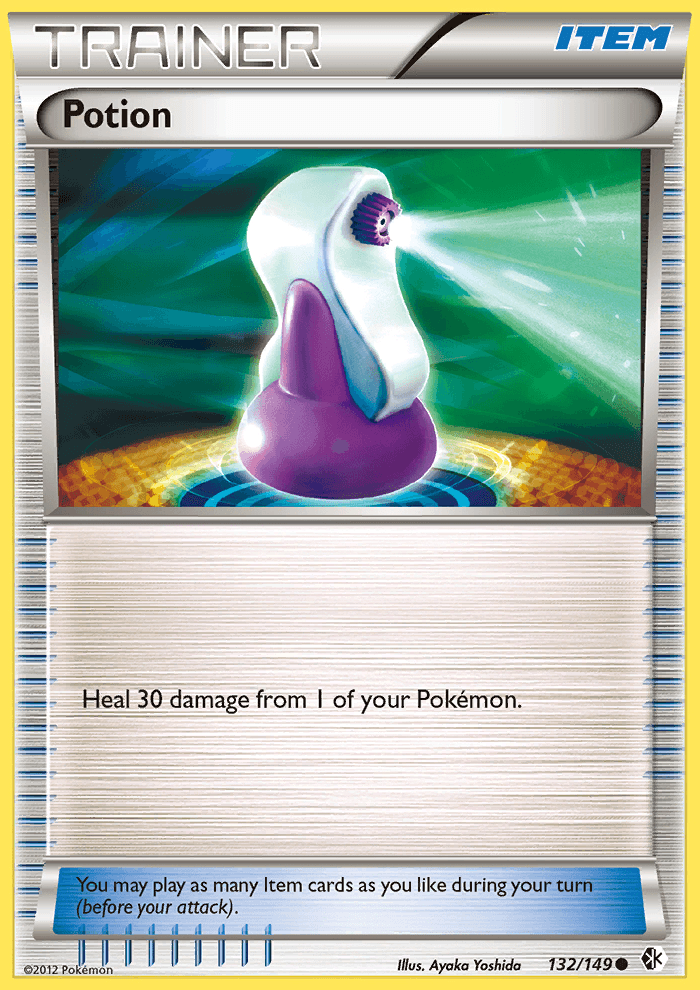 TRAINER
ITEM
Potion
Heal 30 damage from 1 of your Pokémon.
You may play as many Item cards as you like during your turn
(before your attack).
©2012 Pokémon
Illus. Ayaka Yoshida
132/149